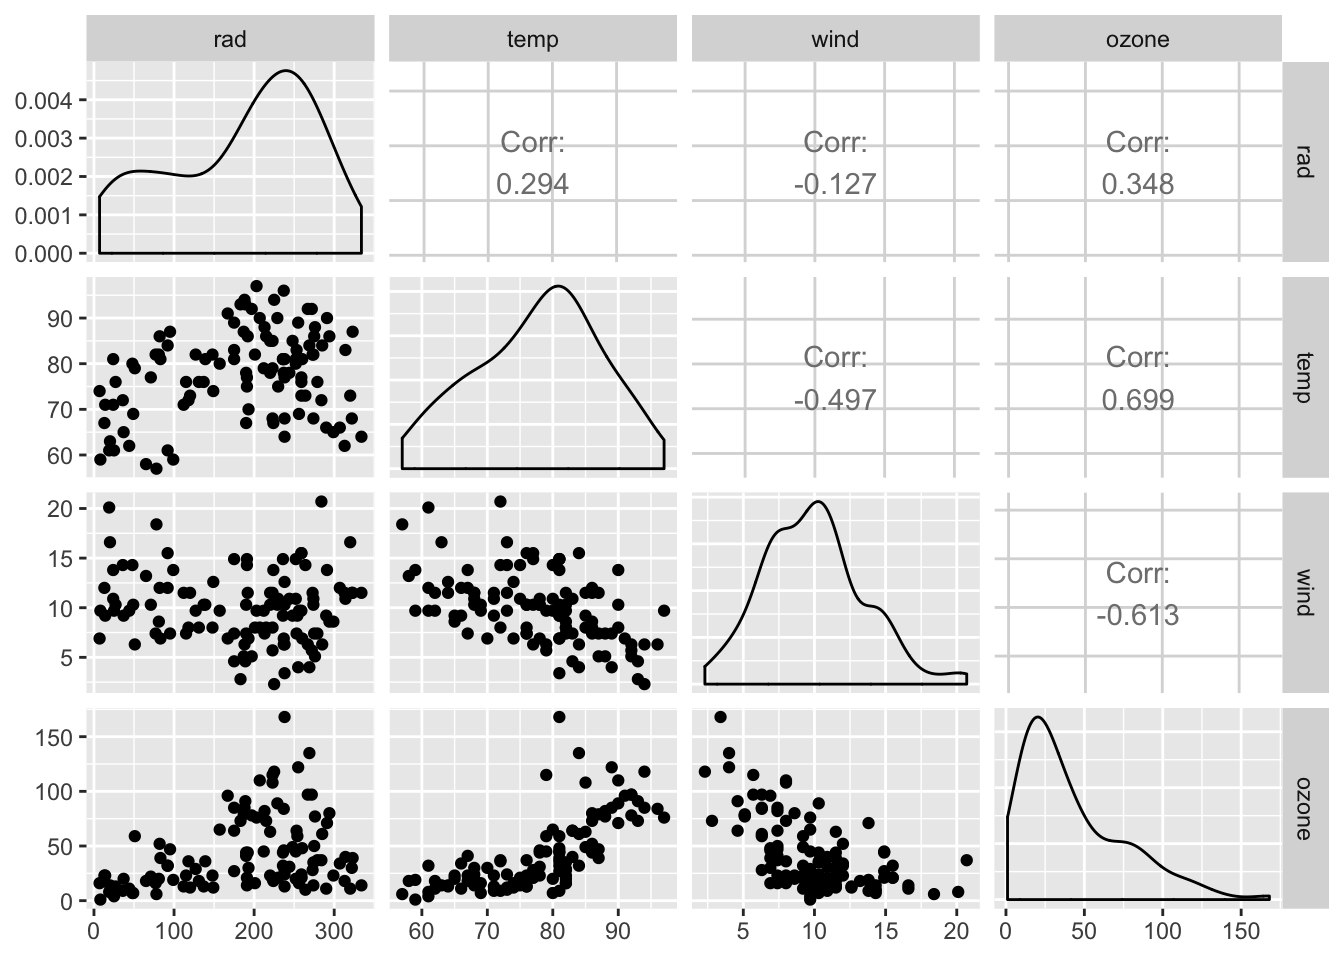 rad temp wind ozone
0.004
0.003
0.002
0.001
0.000
Corr:
0.294
Corr:
-0.127
Corr:
0.348
rad
90
80
70
60
Corr:
-0.497
Corr:
0.699
temp
20
15
10
5
Corr:
-0.613
wind
150
100
50
0
ozone
0 100 200 300 60 70 80 90 5 10 15 20 0 50 100 150